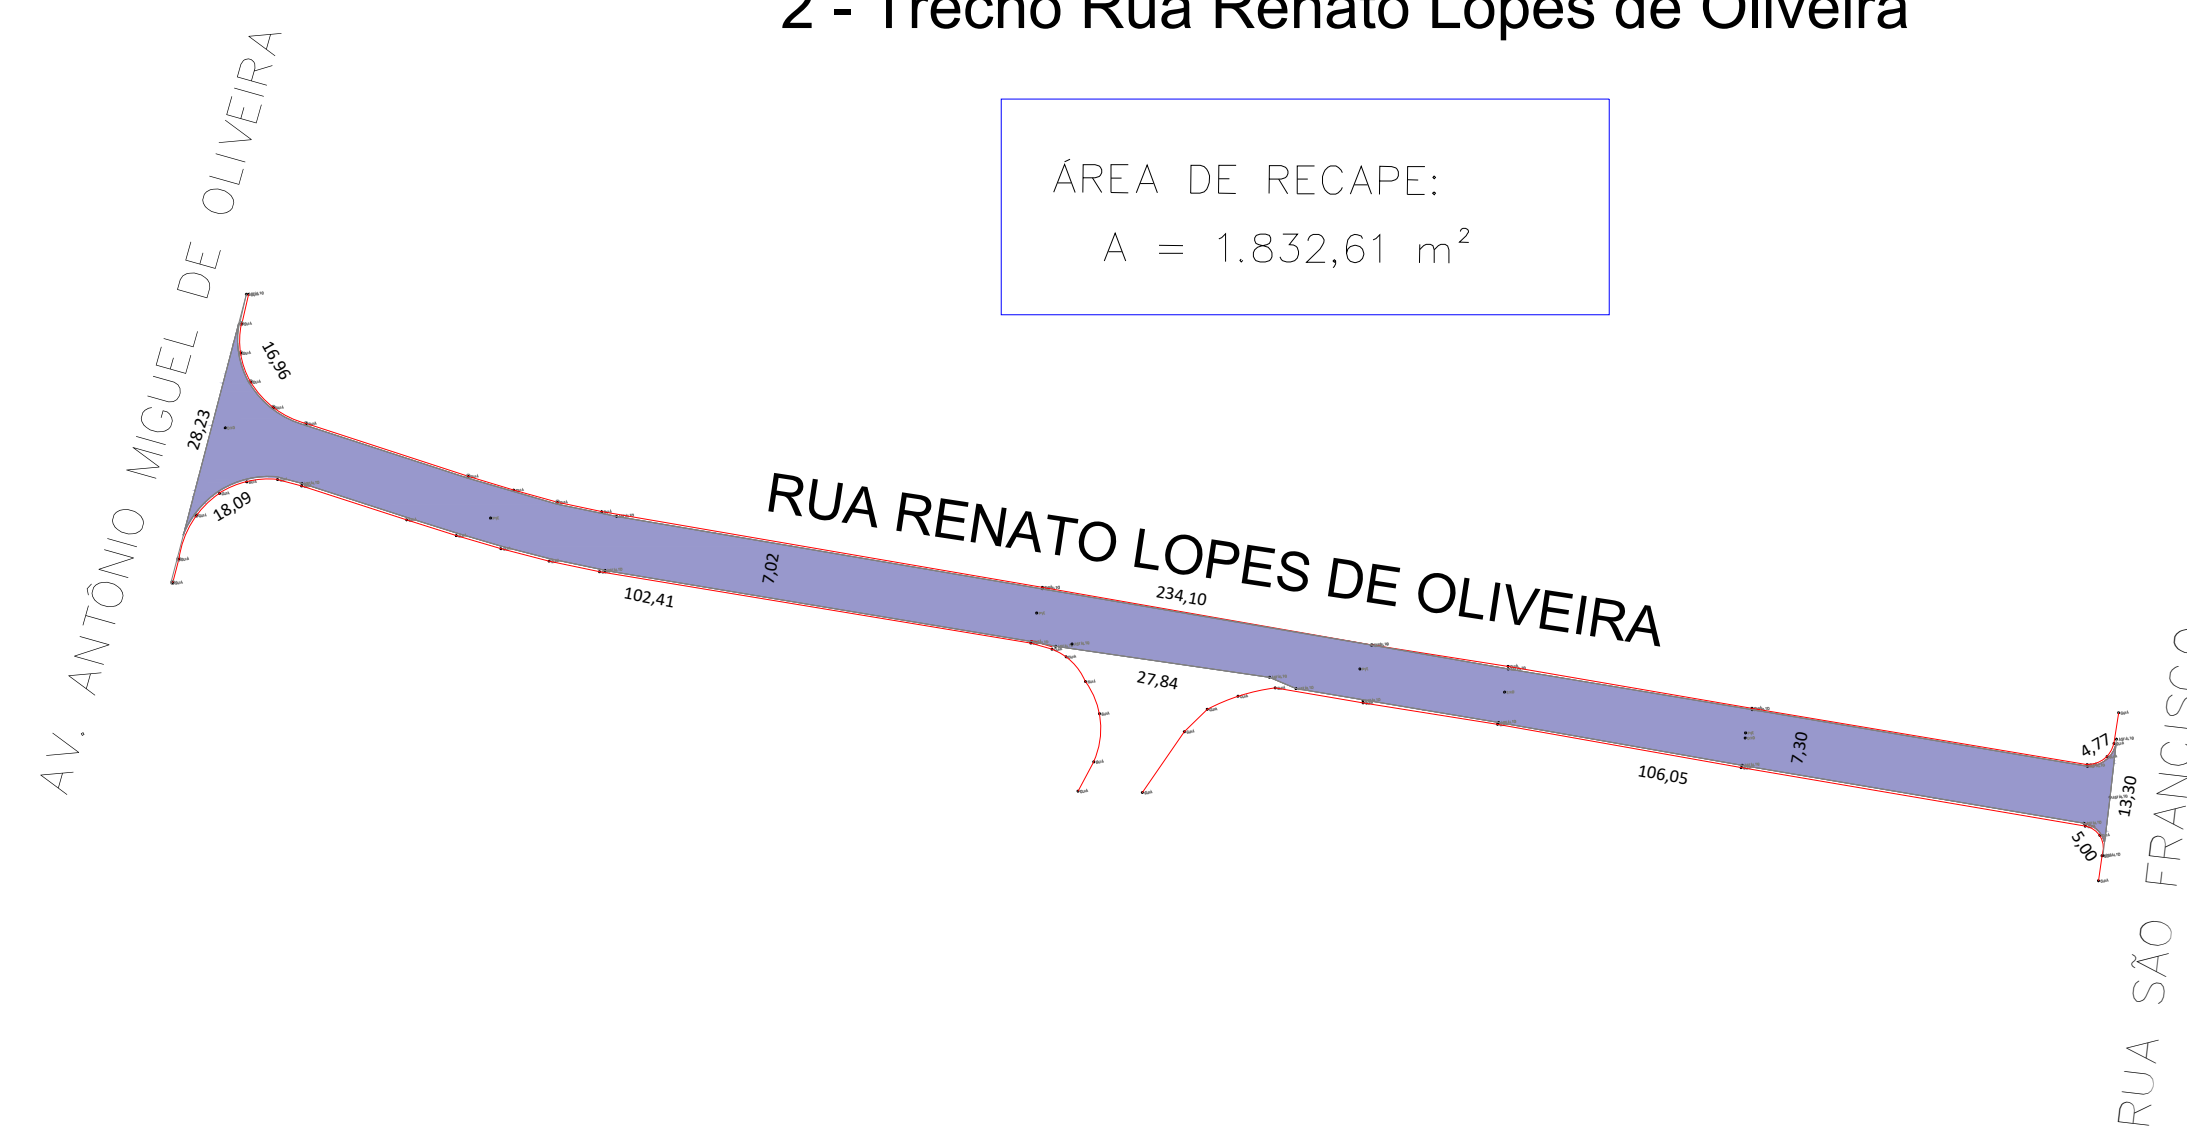 2 - Trecho Rua Renato Lopes de Oliveira
ÁREA DE RECAPE:
A = 1.832,61 m²
AV. ANTÔNIO MIGUEL DE OLIVEIRA
16,96
28,23
18,09
RUA RENATO LOPES DE OLIVEIRA
7,02
102,41
234,10
27,84
7,30
106,05
4,77
13,30
5,00
RUA SÃO FRANCISCO